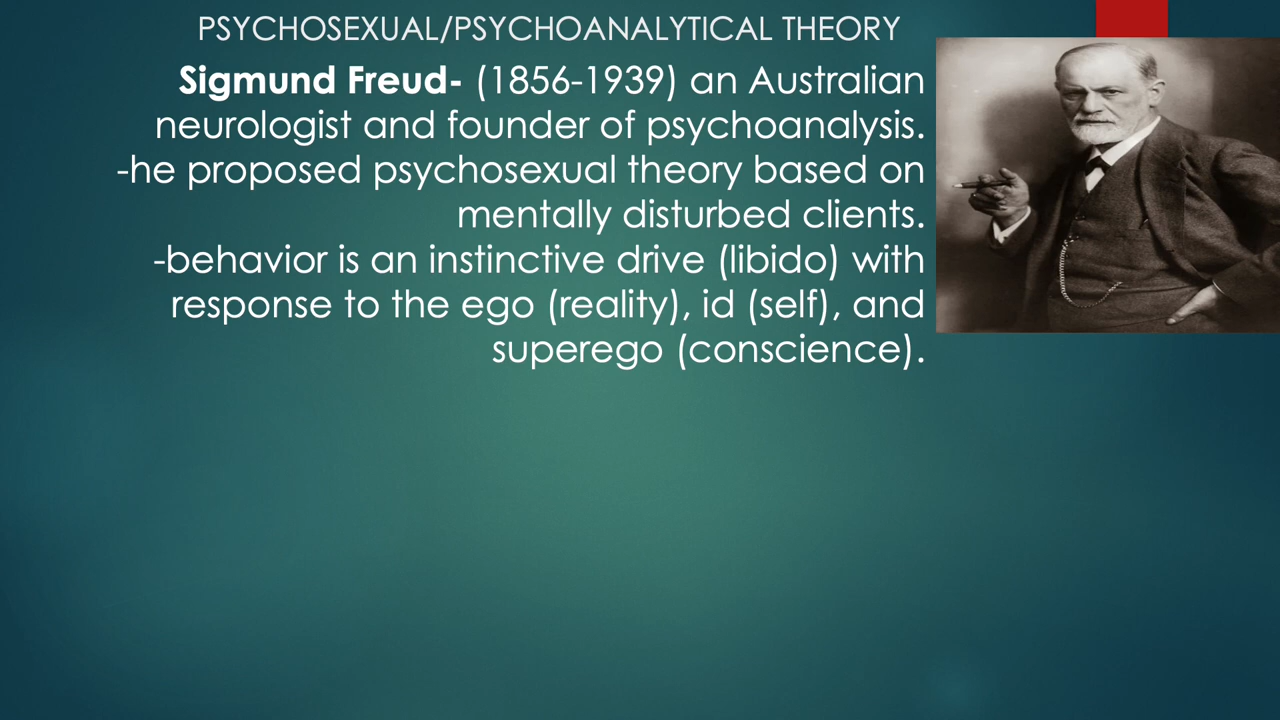 PSYCHOSEXUAL/PSYCHOANALYTICAL THEORY
Sigmund Freud- (1856-1939) an Australian
neurologist and founder of psychoanalysis.
-he proposed psychosexual theory based on
mentally disturbed clients.
-behavior is an instinctive drive (libido) with
response to the ego (reality), id (self), and
superego (conscience).